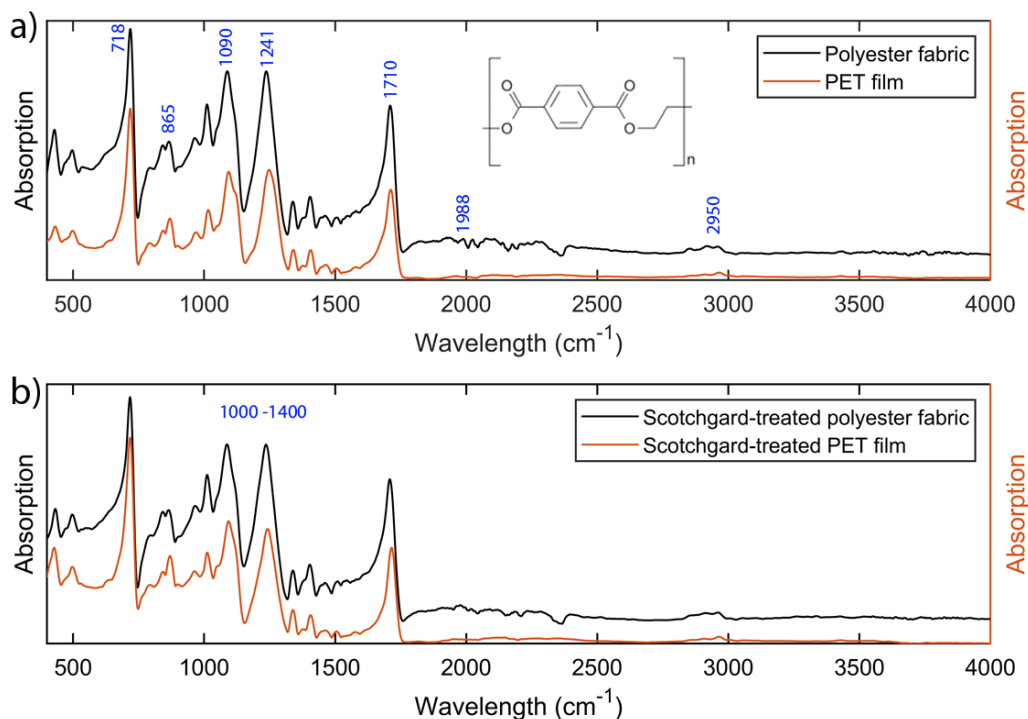 a)
718
865
1090
1241
1710
1988
2950
Polyester fabric
PET film
O
O
O
O
n
Absorption
Absorption
500 1000 1500 2000 2500 3000 3500 4000
Wavelength (cm⁻¹)
b)
1000 -1400
Scotchgard-treated polyester fabric
Scotchgard-treated PET film
Absorption
Absorption
500 1000 1500 2000 2500 3000 3500 4000
Wavelength (cm⁻¹)